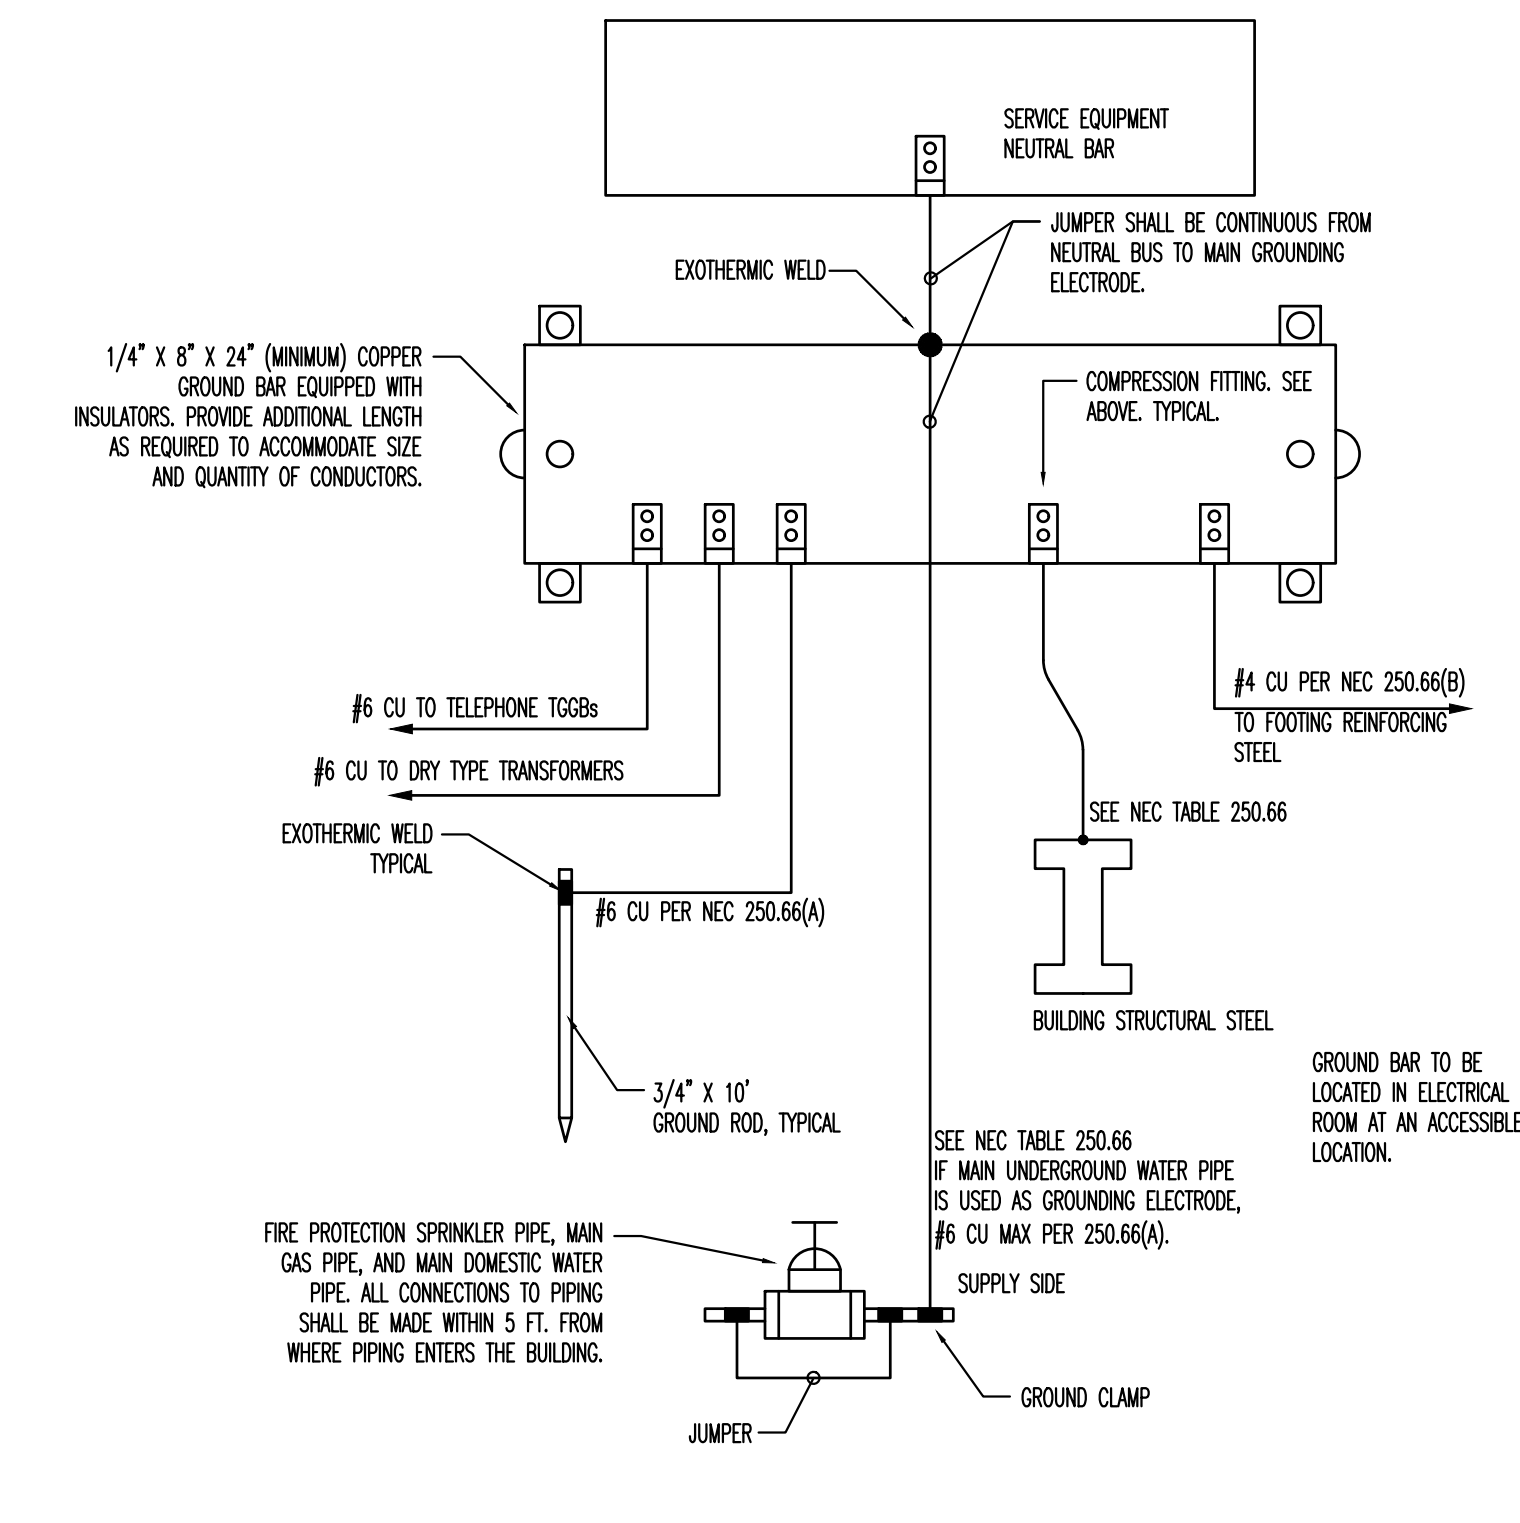 SERVICE EQUIPMENT
NEUTRAL BAR
JUMPER SHALL BE CONTINUOUS FROM
NEUTRAL BUS TO MAIN GROUNDING
ELECTRODE.
EXOTHERMIC WELD
1/4" X 8" X 24" (MINIMUM) COPPER
GROUND BAR EQUIPPED WITH
INSULATORS. PROVIDE ADDITIONAL LENGTH
AS REQUIRED TO ACCOMMODATE SIZE
AND QUANTITY OF CONDUCTORS.
COMPRESSION FITTING. SEE
ABOVE. TYPICAL.
#6 CU TO TELEPHONE TGGBs
#4 CU PER NEC 250.66(B)
TO FOOTING REINFORCING
STEEL
#6 CU TO DRY TYPE TRANSFORMERS
SEE NEC TABLE 250.66
EXOTHERMIC WELD
TYPICAL
#6 CU PER NEC 250.66(A)
BUILDING STRUCTURAL STEEL
GROUND BAR TO BE
LOCATED IN ELECTRICAL
ROOM AT AN ACCESSIBLE
LOCATION.
3/4" X 10'
GROUND ROD, TYPICAL
SEE NEC TABLE 250.66
IF MAIN UNDERGROUND WATER PIPE
IS USED AS GROUNDING ELECTRODE,
#6 CU MAX PER 250.66(A).
FIRE PROTECTION SPRINKLER PIPE, MAIN
GAS PIPE, AND MAIN DOMESTIC WATER
PIPE. ALL CONNECTIONS TO PIPING
SHALL BE MADE WITHIN 5 FT. FROM
WHERE PIPING ENTERS THE BUILDING.
SUPPLY SIDE
GROUND CLAMP
JUMPER